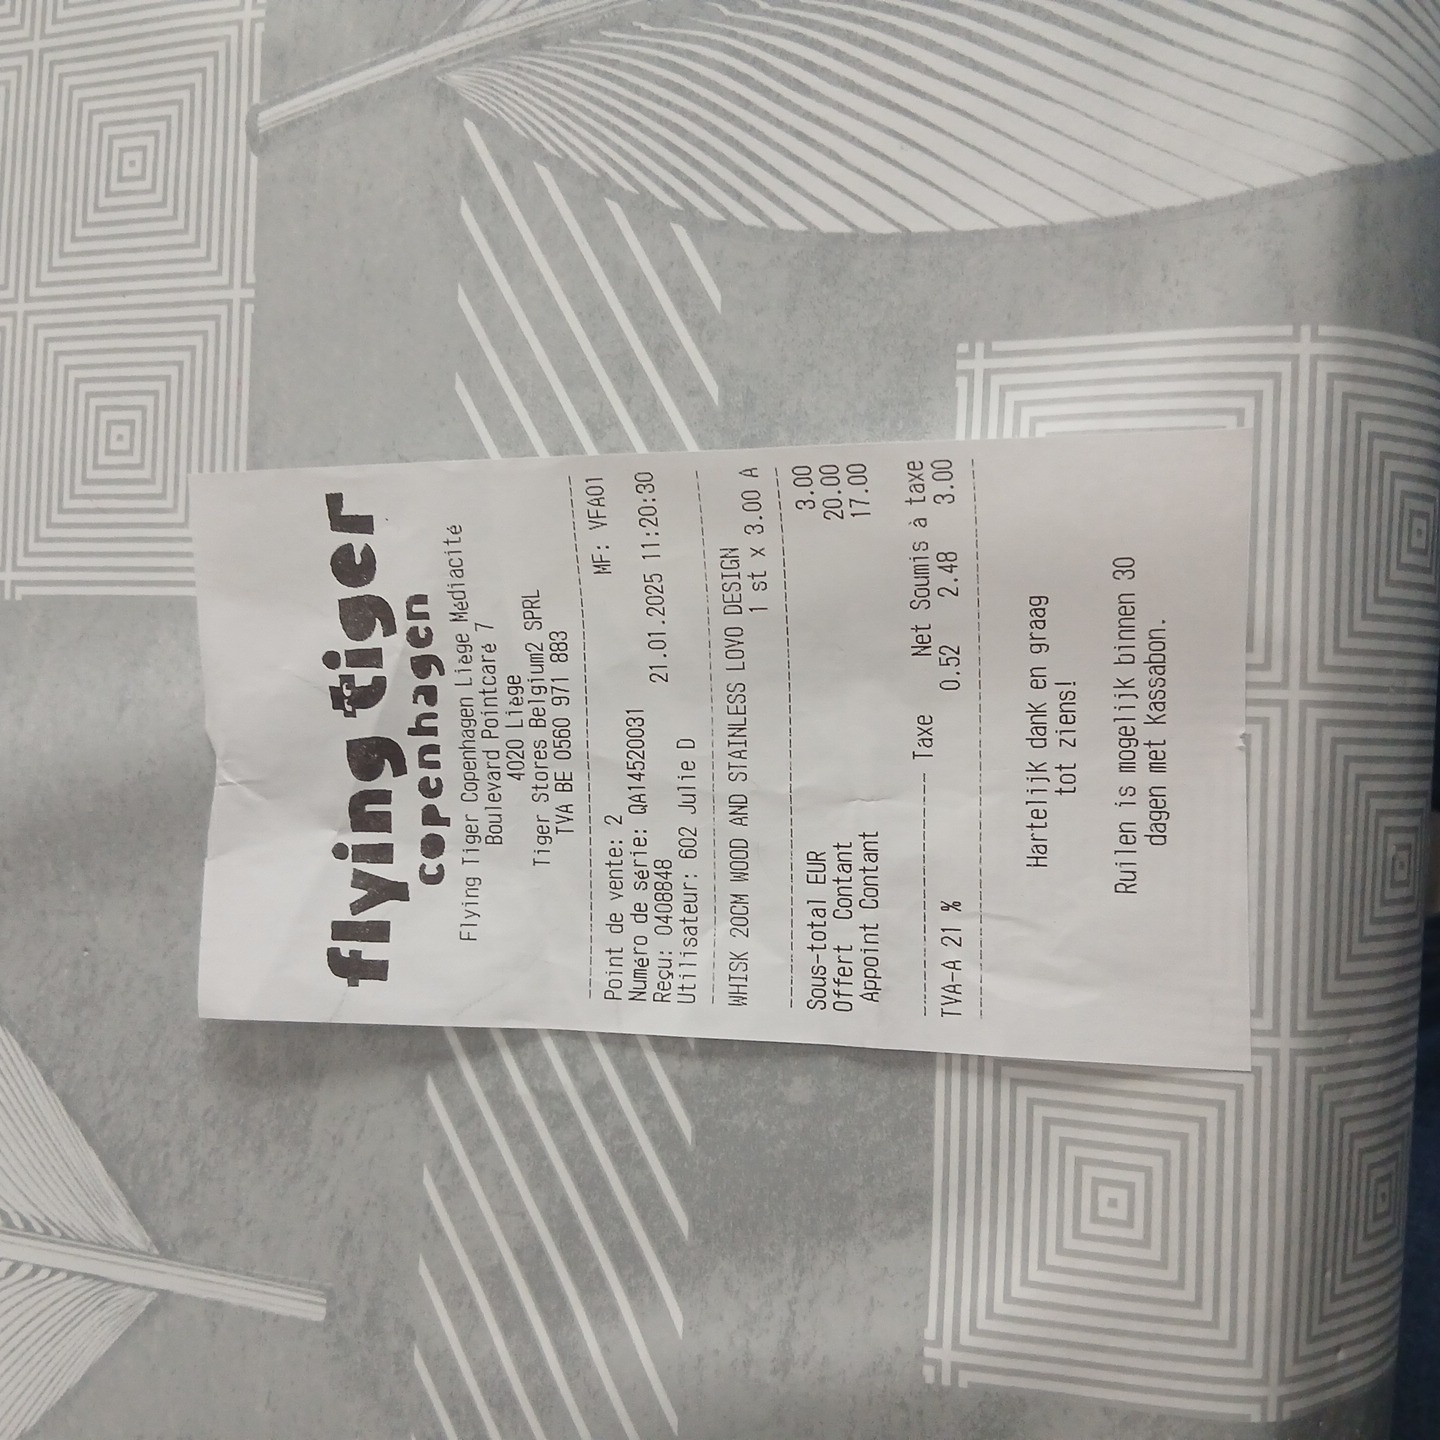 flying tiger
copenhagen
Flying Tiger Copenhagen Liège Médiacité
Boulevard Pointcaré 7
4020 Liège
Tiger Stores Belgium2 SPRL
TVA BE 0560 971 883
MF: VFA01
Point de vente: 2
Numéro de série: QA14520031
Reçu: 0408848 21.01.2025 11:20:30
Utilisateur: 602 Julie D
WHISK 20CM WOOD AND STAINLESS LOVO DESIGN
1 st x 3.00 A
Sous-total EUR 3.00
Offert Contant 20.00
Appoint Contant 17.00
Taxe Net Soumis à taxe
TVA-A 21 % 0.52 2.48 3.00
Hartelijk dank en graag
tot ziens!
Ruilen is mogelijk binnen 30
dagen met Kassabon.